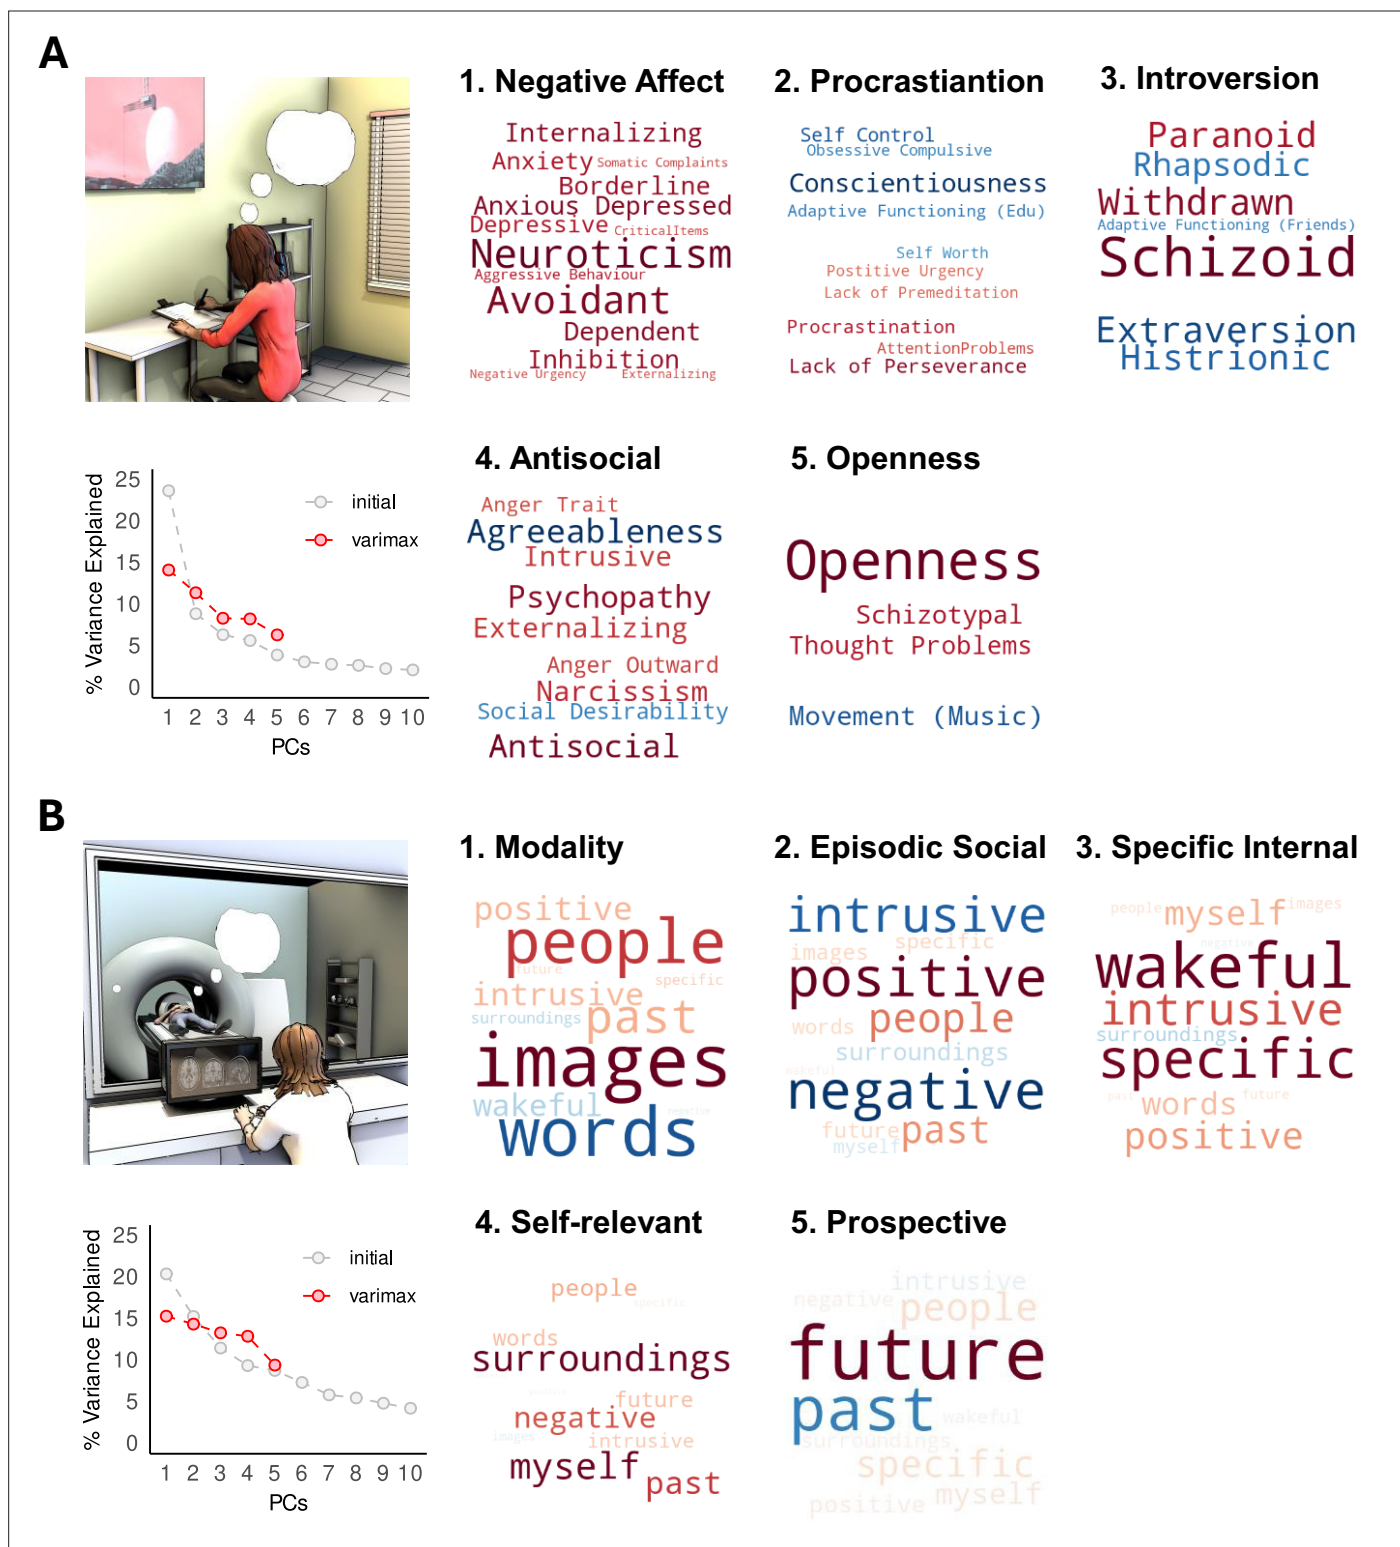 A
1. Negative Affect
Internalizing
Anxiety Somatic Complaints
Borderline
Anxious Depressed
Depressive CriticalItems
Neuroticism
Aggressive Behaviour
Avoidant
Dependent
Inhibition
Negative Urgency Externalizing
2. Procrastiantion
Self Control
Obsessive Compulsive
Conscientiousness
Adaptive Functioning (Edu)
Self Worth
Postitive Urgency
Lack of Premeditation
Procrastination
AttentionProblems
Lack of Perseverance
3. Introversion
Paranoid
Rhapsodic
Withdrawn
Adaptive Functioning (Friends)
Schizoid
Extraversion
Histrionic
% Variance Explained
25
20
15
10
5
0
initial
varimax
1 2 3 4 5 6 7 8 9 10
PCs
4. Antisocial
Anger Trait
Agreeableness
Intrusive
Psychopathy
Externalizing
Anger Outward
Narcissism
Social Desirability
Antisocial
5. Openness
Openness
Schizotypal
Thought Problems
Movement (Music)
B
1. Modality
positive
people
future
specific
intrusive
surroundings past
images
wakeful negative
words
2. Episodic Social
intrusive
images specific
positive
words people
surroundings
wakeful
negative
future past
myself
3. Specific Internal
people myself images
negative
wakeful
intrusive
surroundings
specific
past words future
positive
% Variance Explained
25
20
15
10
5
0
initial
varimax
1 2 3 4 5 6 7 8 9 10
PCs
4. Self-relevant
people
specific
words
surroundings
future
negative
images intrusive
myself past
5. Prospective
intrusive
negative people
future
past wakeful
surroundings
specific
positive myself